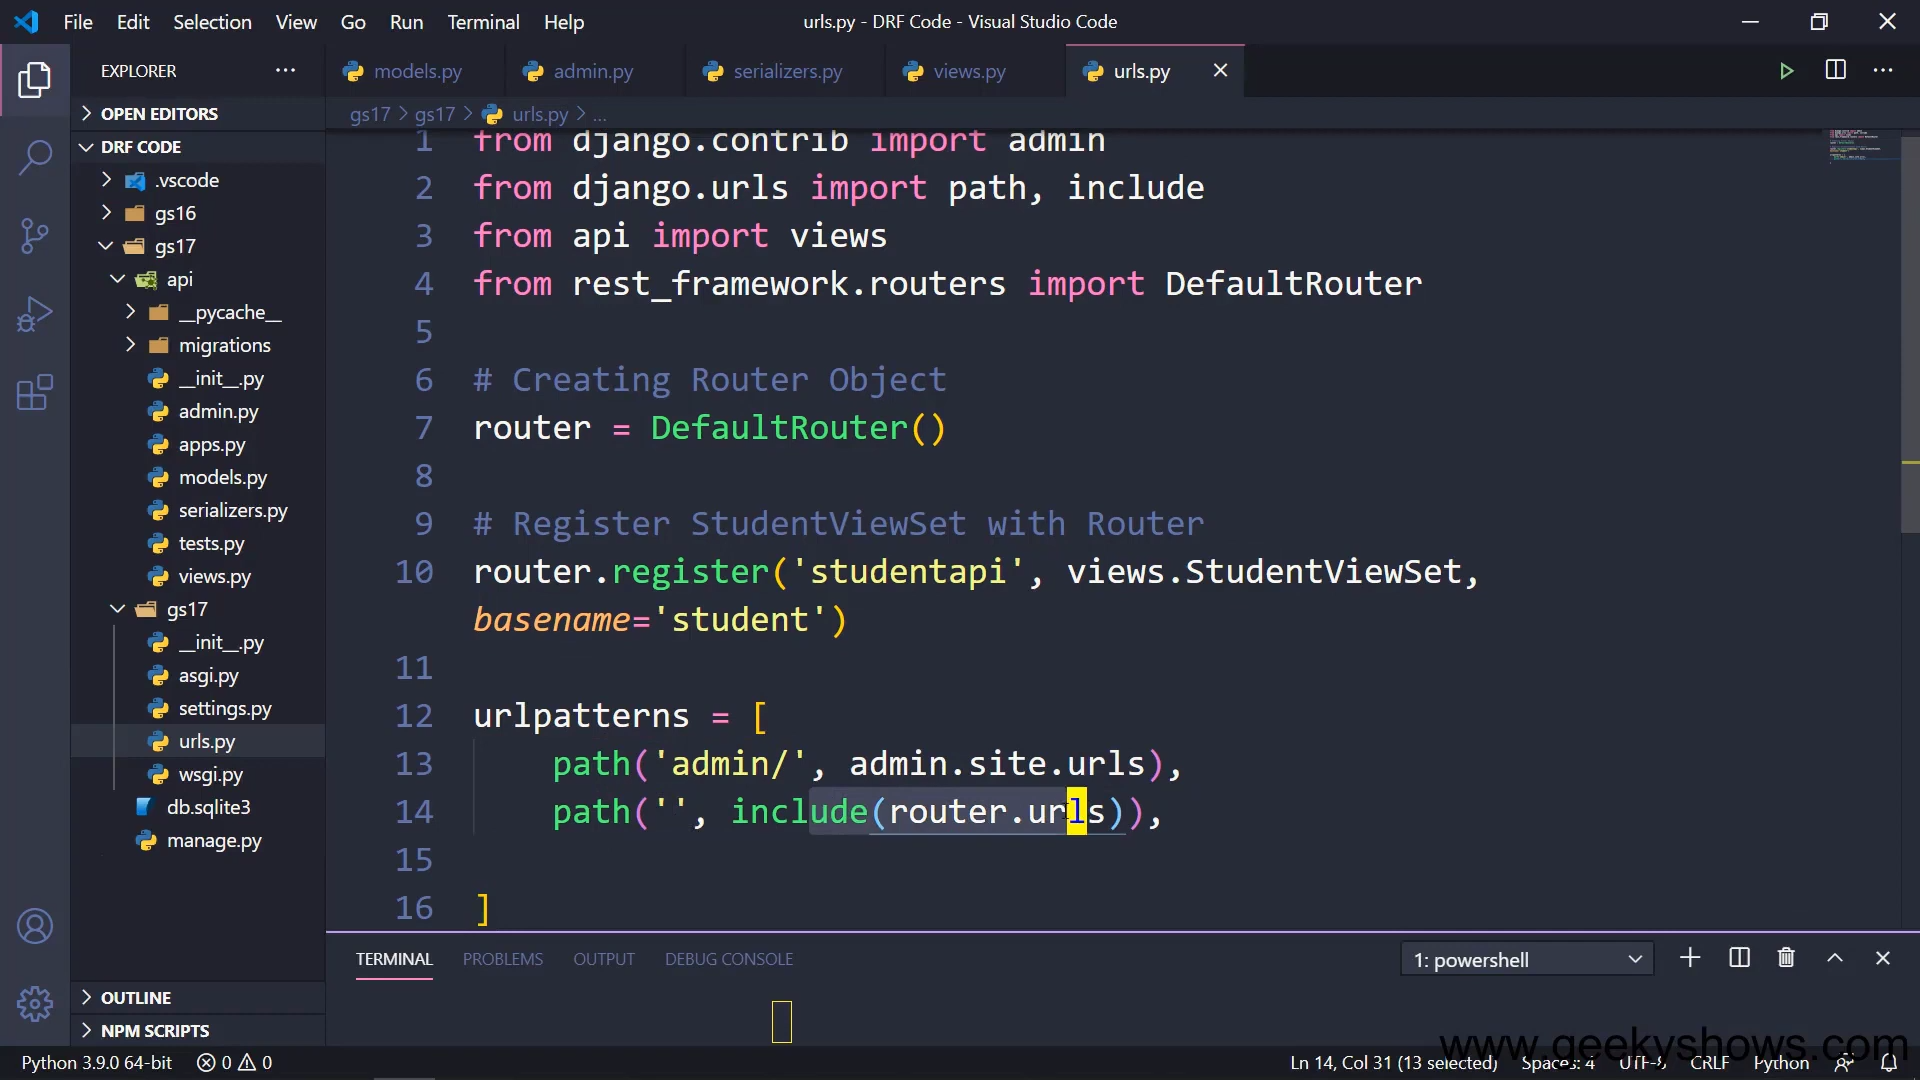 File Edit Selection View Go Run Terminal Help
urls.py - DRF Code - Visual Studio Code
EXPLORER
models.py admin.py serializers.py views.py urls.py
gs17 > gs17 > urls.py > ...
OPEN EDITORS
DRF CODE
.vscode
gs16
gs17
api
__pycache__
migrations
__init__.py
admin.py
apps.py
models.py
serializers.py
tests.py
views.py
gs17
__init__.py
asgi.py
settings.py
urls.py
wsgi.py
db.sqlite3
manage.py
OUTLINE
NPM SCRIPTS
1 from django.contrib import admin
2 from django.urls import path, include
3 from api import views
4 from rest_framework.routers import DefaultRouter
5
6 # Creating Router Object
7 router = DefaultRouter()
8
9 # Register StudentViewSet with Router
10 router.register('studentapi', views.StudentViewSet,
basename='student')
11
12 urlpatterns = [
13 path('admin/', admin.site.urls),
14 path('', include(router.urls)),
15
16 ]
TERMINAL PROBLEMS OUTPUT DEBUG CONSOLE
1: powershell
www.geekyshows.com
Python 3.9.0 64-bit 0 0
Ln 14, Col 31 (13 selected) Spaces: 4 UTF-8 CRLF Python